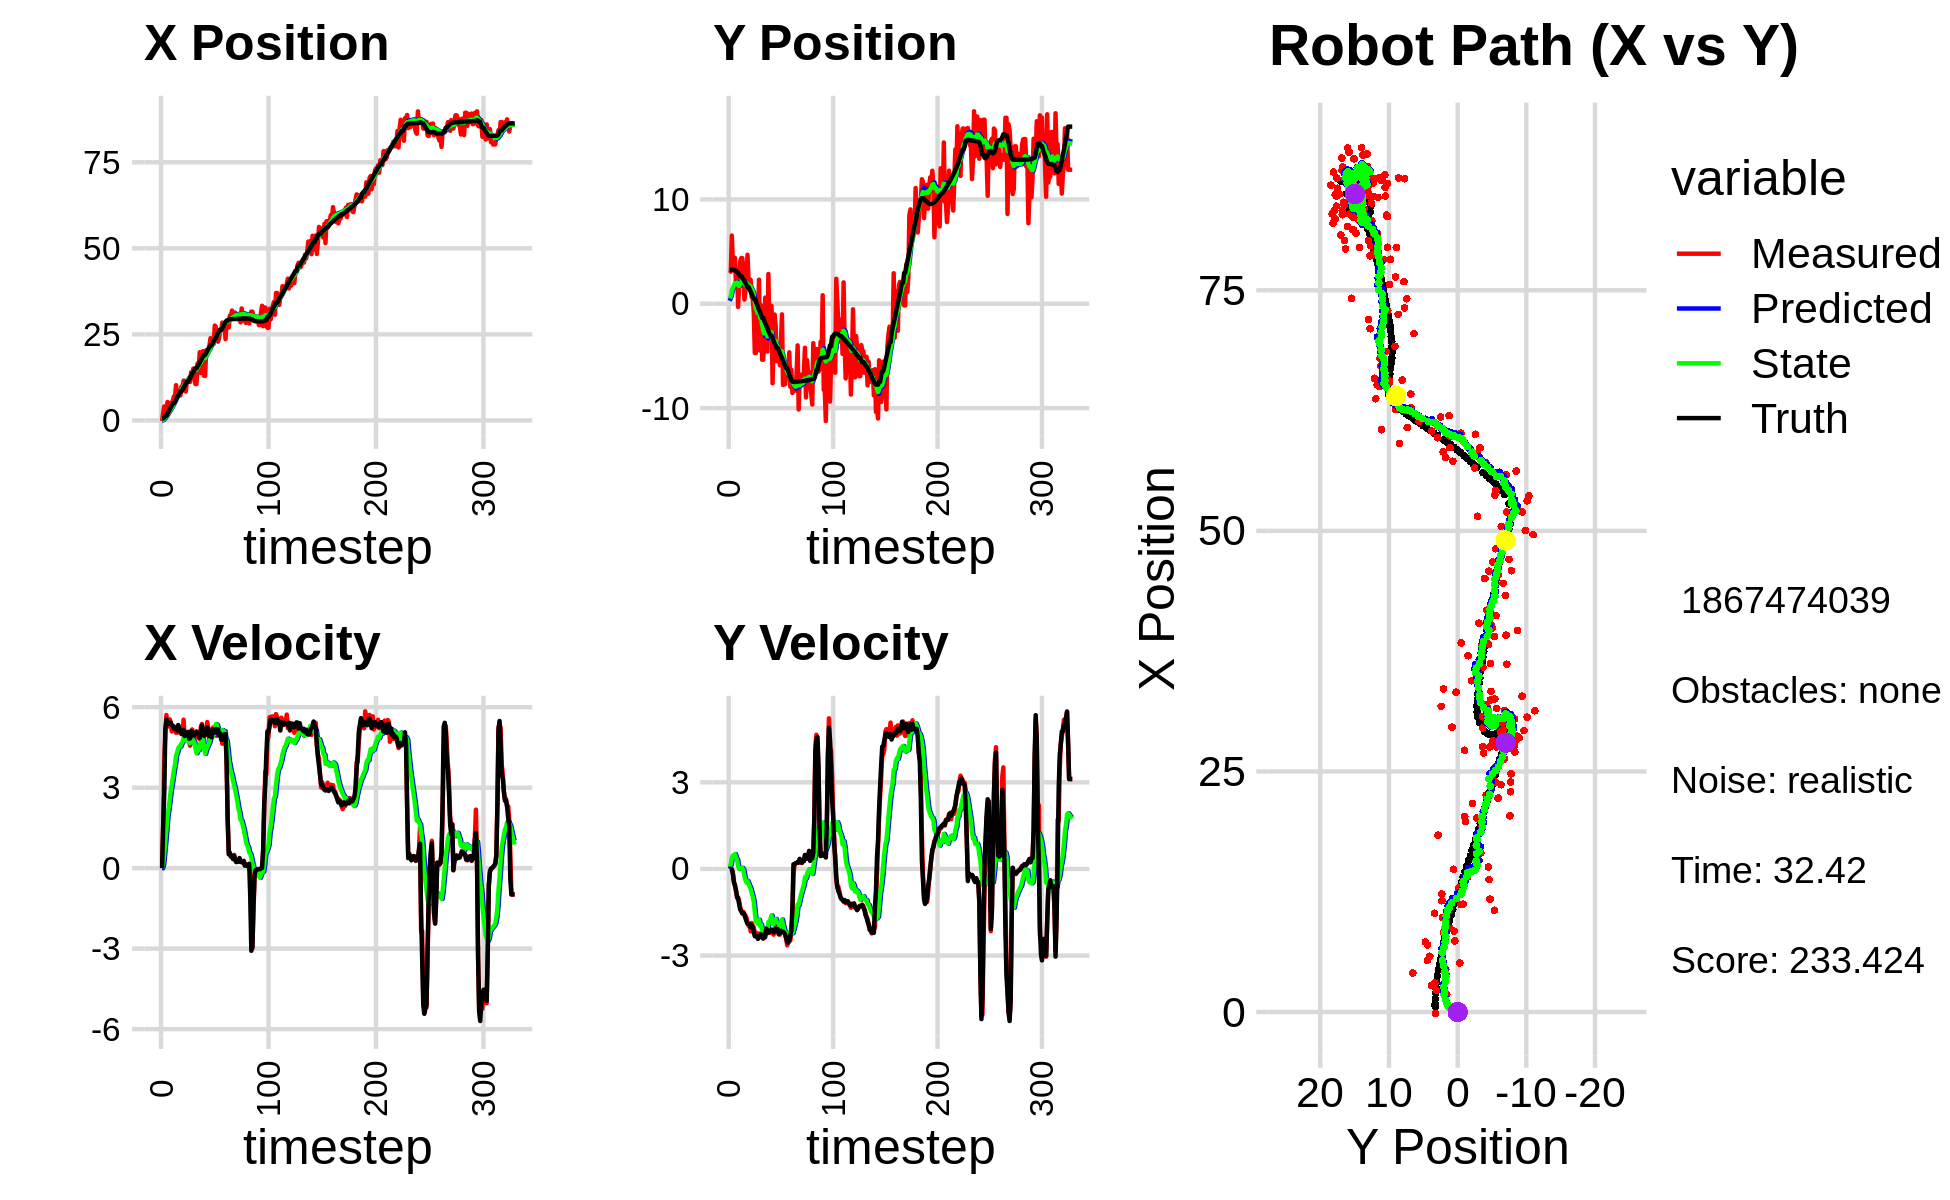 X Position
75
50
25
0
0
100
200
300
timestep
Y Position
10
0
-10
0
100
200
300
timestep
X Velocity
6
3
0
-3
-6
0
100
200
300
timestep
Y Velocity
3
0
-3
0
100
200
300
timestep
Robot Path (X vs Y)
X Position
75
50
25
0
20 10 0 -10 -20
Y Position
variable
Measured
Predicted
State
Truth
1867474039
Obstacles: none
Noise: realistic
Time: 32.42
Score: 233.424